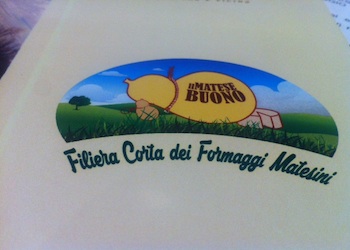 IL MATESE
BUONO
Filiera Corta dei Formaggi Matesini